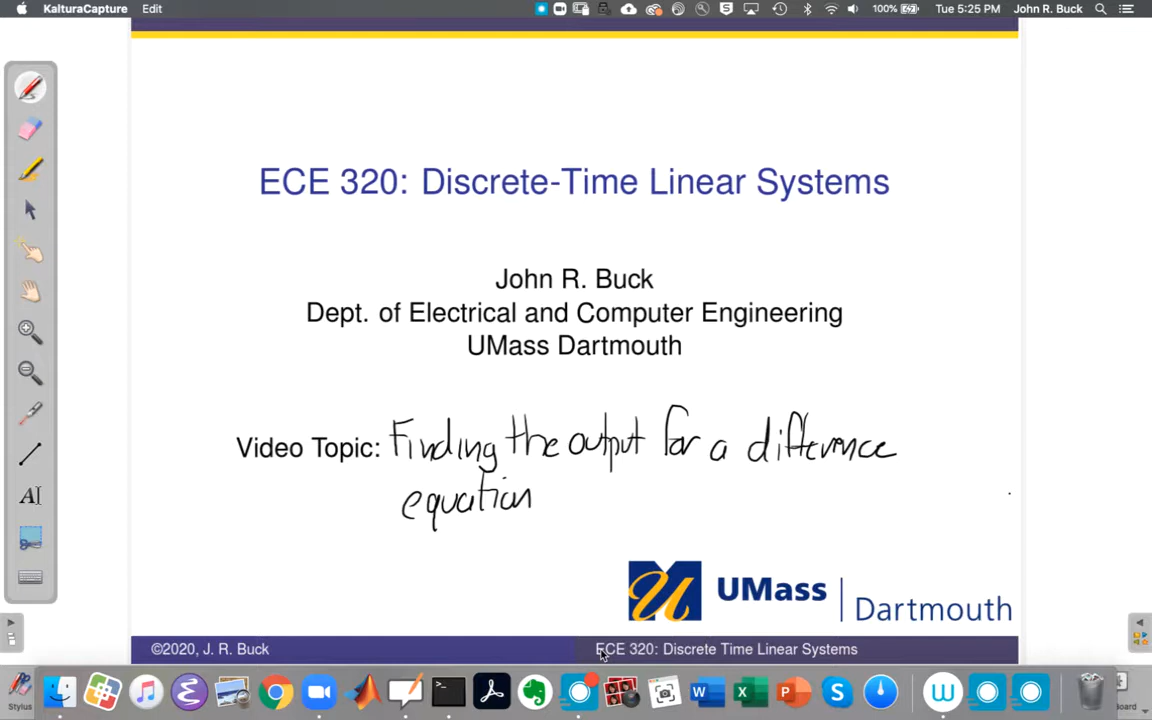 KalturaCapture Edit 100% Tue 5:25 PM John R. Buck
ECE 320: Discrete-Time Linear Systems
John R. Buck
Dept. of Electrical and Computer Engineering
UMass Dartmouth
Video Topic: Finding the output for a difference
equation
UMass | Dartmouth
©2020, J. R. Buck ECE 320: Discrete Time Linear Systems
Stylus